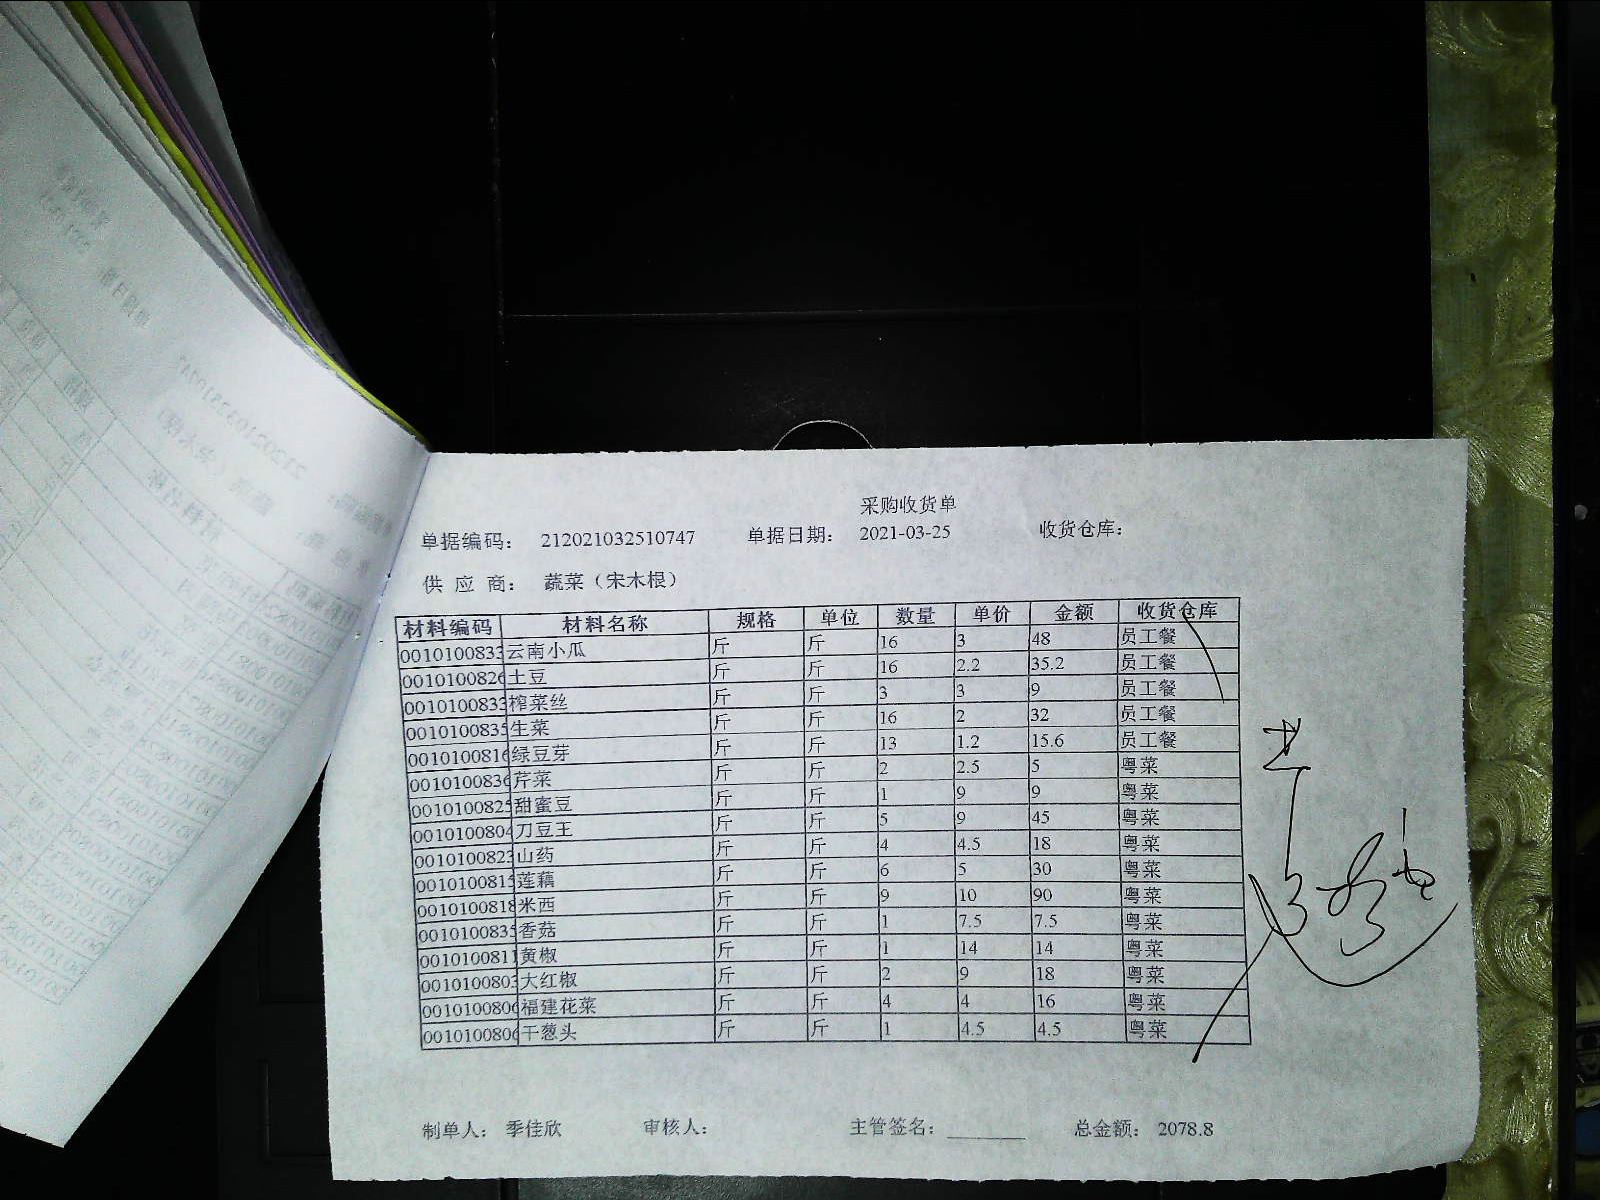 采购收货单
单据编码： 212021032510747 单据日期： 2021-03-25 收货仓库：
供 应 商： 蔬菜（宋木根）
材料编码 材料名称 规格 单位 数量 单价 金额 收货仓库
0010100833 云南小瓜 斤 斤 16 3 48 员工餐
0010100826 土豆 斤 斤 16 2.2 35.2 员工餐
0010100833 榨菜丝 斤 斤 3 3 9 员工餐
0010100835 生菜 斤 斤 16 2 32 员工餐
0010100816 绿豆芽 斤 斤 13 1.2 15.6 员工餐
0010100836 芹菜 斤 斤 2 2.5 5 粤菜
0010100825 甜蜜豆 斤 斤 1 9 9 粤菜
0010100804 刀豆王 斤 斤 5 9 45 粤菜
0010100823 山药 斤 斤 4 4.5 18 粤菜
0010100815 莲藕 斤 斤 6 5 30 粤菜
0010100818 米西 斤 斤 9 10 90 粤菜
0010100835 香菇 斤 斤 1 7.5 7.5 粤菜
0010100811 黄椒 斤 斤 1 14 14 粤菜
0010100803 大红椒 斤 斤 2 9 18 粤菜
0010100806 福建花菜 斤 斤 4 4 16 粤菜
0010100806 干葱头 斤 斤 1 4.5 4.5 粤菜
制单人： 季佳欣 审核人： 主管签名： 总金额： 2078.8